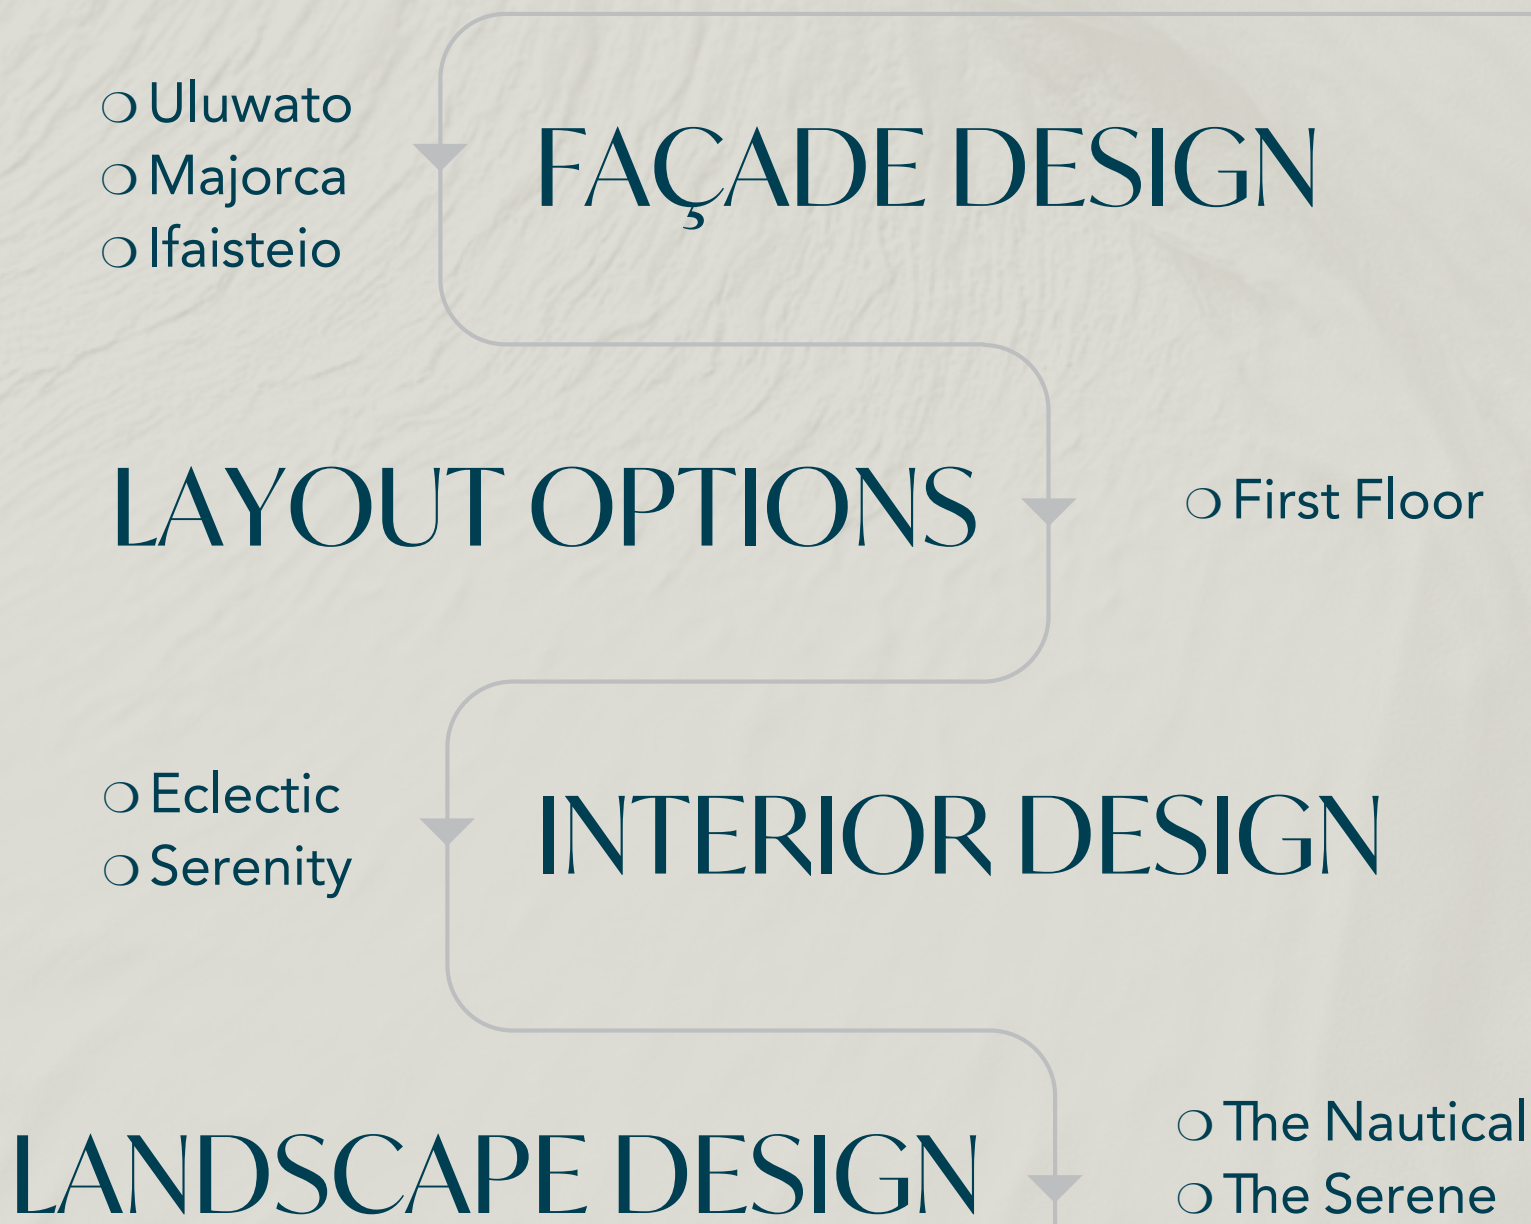 Uluwato
Majorca
Ifaisteio
FAÇADE DESIGN
LAYOUT OPTIONS
First Floor
Eclectic
Serenity
INTERIOR DESIGN
LANDSCAPE DESIGN
The Nautical
The Serene